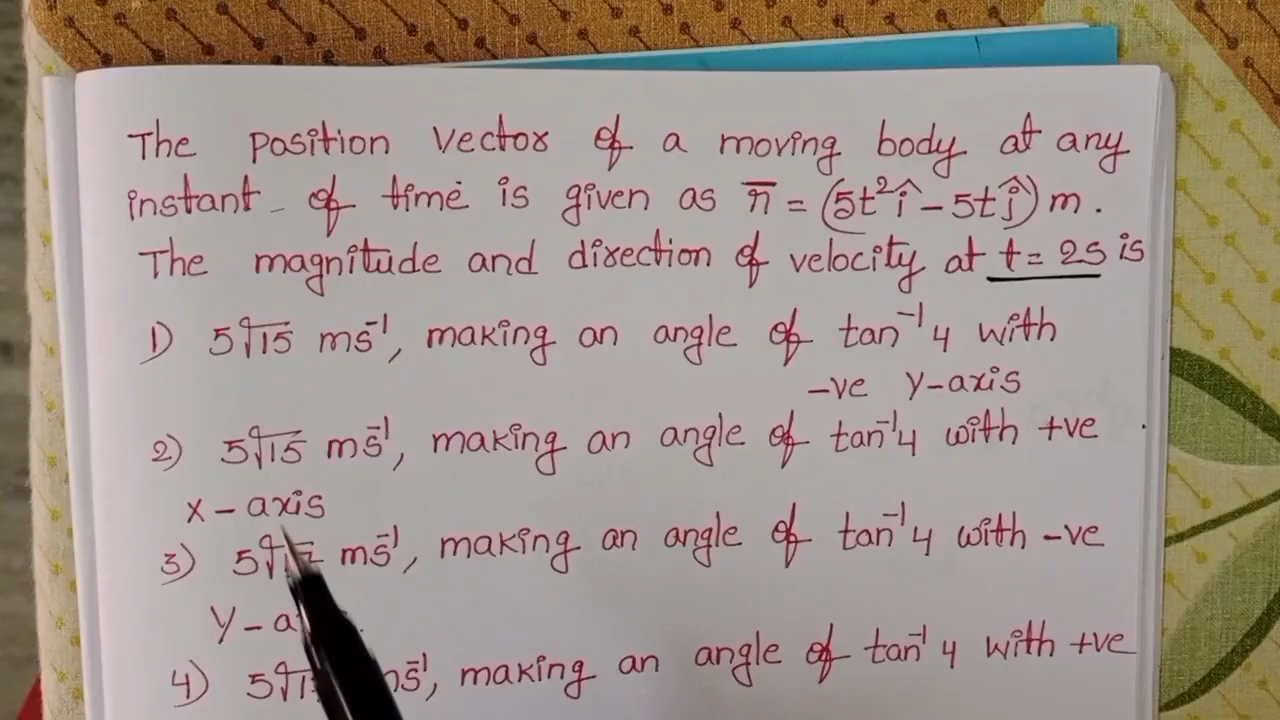 The position vector of a moving body at any
instant of time is given as r̄ = (5t²î - 5tĵ) m.
The magnitude and direction of velocity at t = 2s is
1) 5√15 ms⁻¹, making an angle of tan⁻¹4 with
-ve Y-axis
2) 5√15 ms⁻¹, making an angle of tan⁻¹4 with +ve
X - axis
3) ms⁻¹, making an angle of tan⁻¹4 with -ve
Y -
4) ms⁻¹, making an angle of tan⁻¹4 with +ve